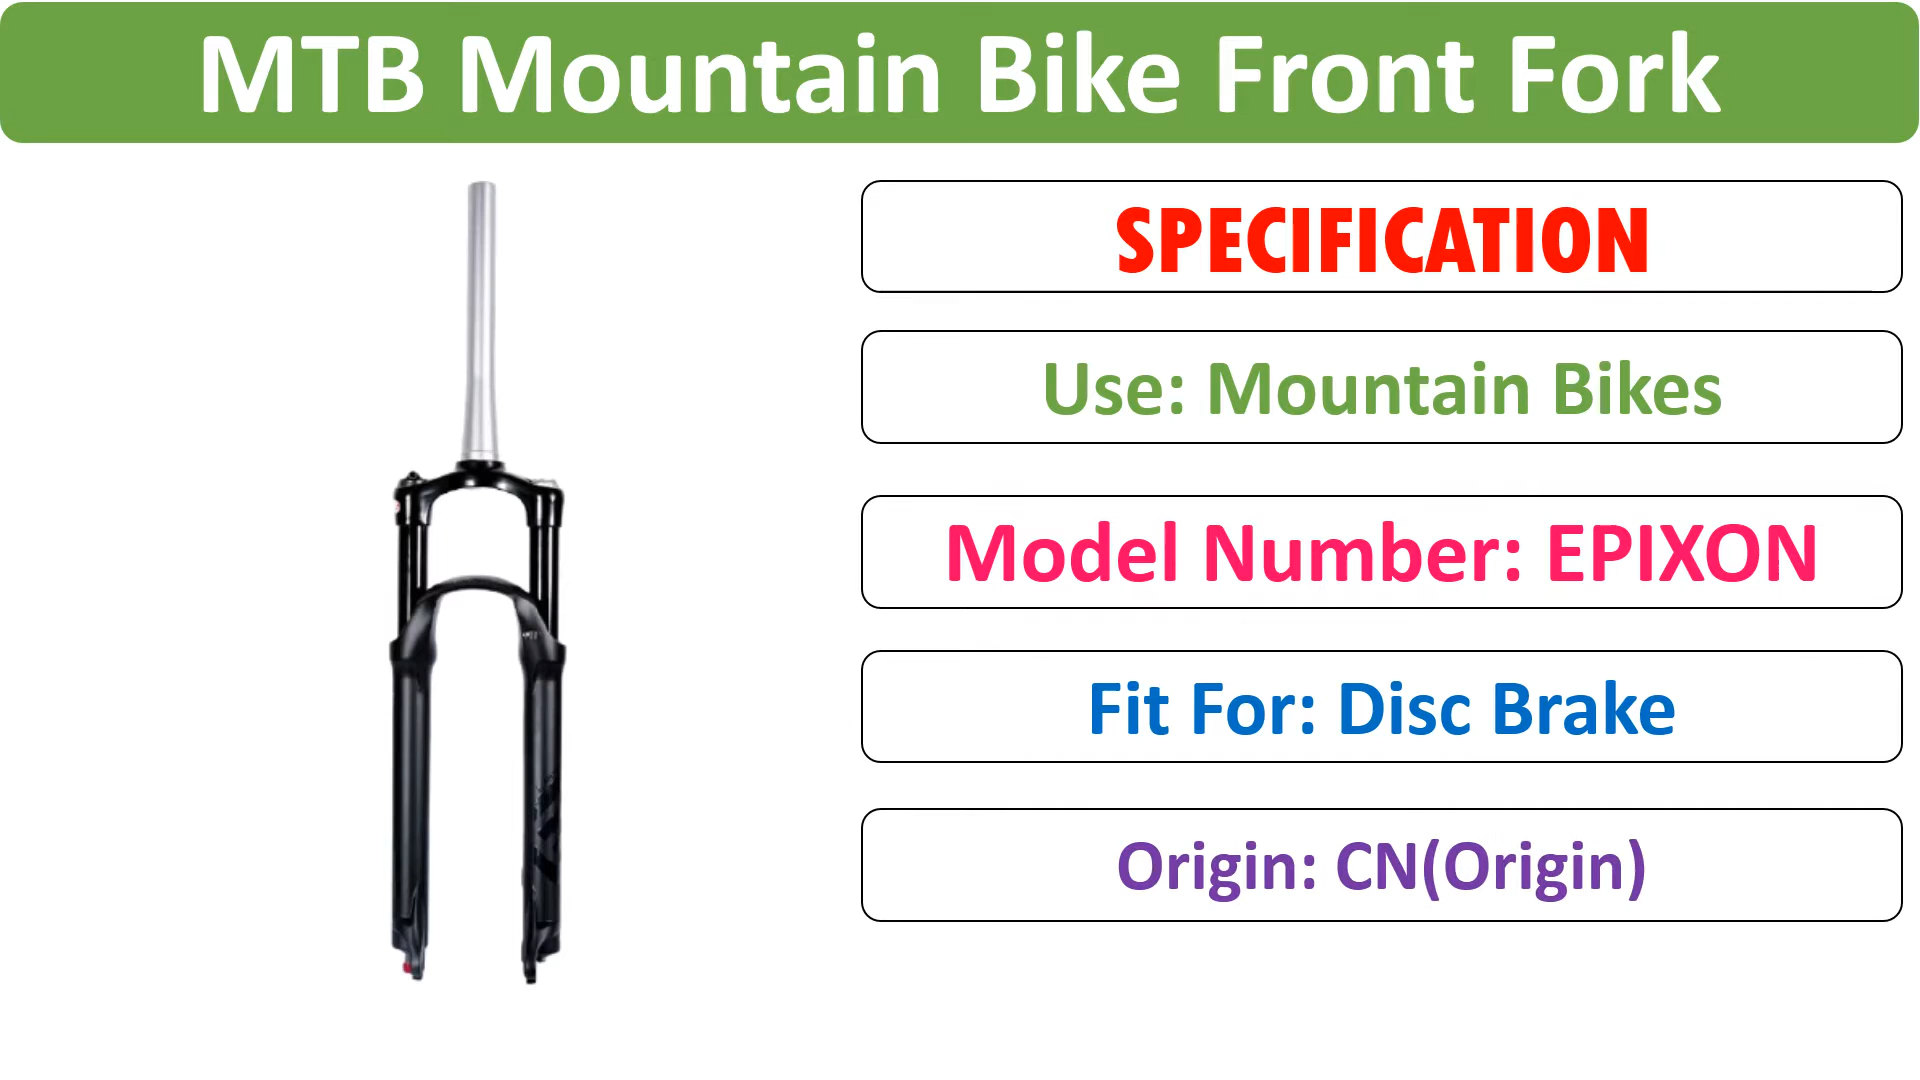 MTB Mountain Bike Front Fork
SPECIFICATION
Use: Mountain Bikes
Model Number: EPIXON
Fit For: Disc Brake
Origin: CN(Origin)